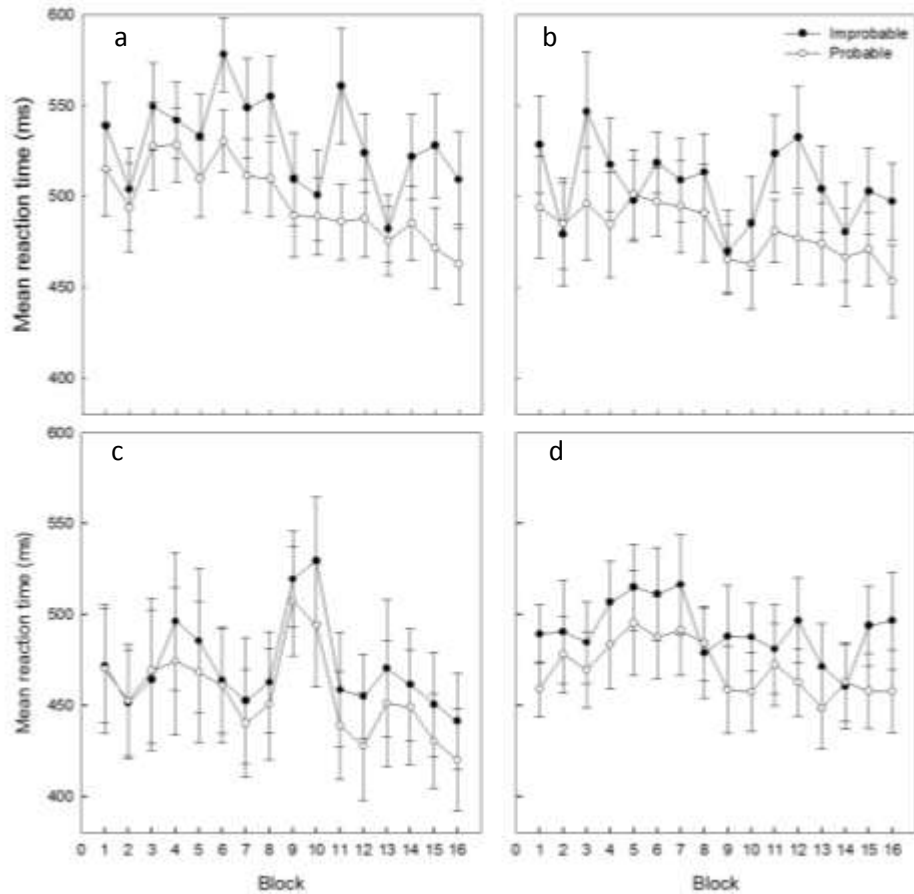 600
a
b
Improbable
Probable
550
500
450
400
Mean reaction time (ms)
600
c
d
550
500
450
400
Mean reaction time (ms)
0 1 2 3 4 5 6 7 8 9 10 11 12 13 14 15 16
0 1 2 3 4 5 6 7 8 9 10 11 12 13 14 15 16
Block
Block